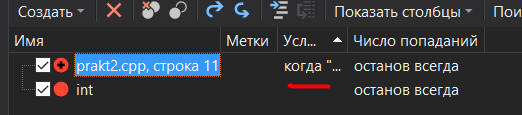 Создать Показать столбцы Пои
Имя Метки Усл... Число попаданий
prakt2.cpp, строка 11 когда "... останов всегда
int останов всегда